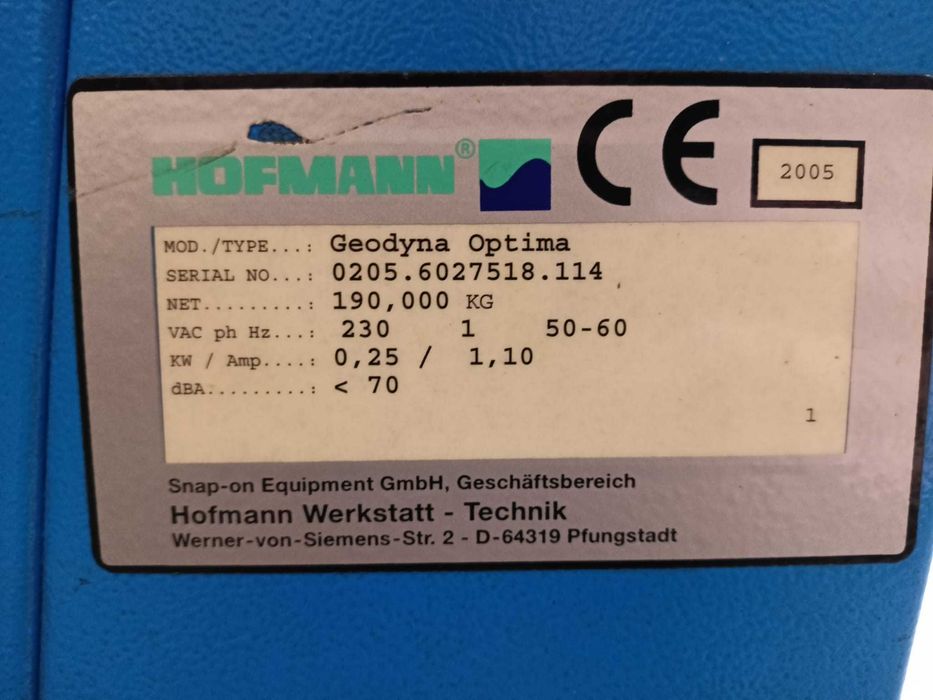 HOFMANN® CE 2005
MOD./TYPE...: Geodyna Optima
SERIAL NO...: 0205.6027518.114
NET.........: 190,000 KG
VAC ph Hz...: 230 1 50-60
KW / Amp....: 0,25 / 1,10
dBA.........: < 70
1
Snap-on Equipment GmbH, Geschäftsbereich
Hofmann Werkstatt - Technik
Werner-von-Siemens-Str. 2 - D-64319 Pfungstadt